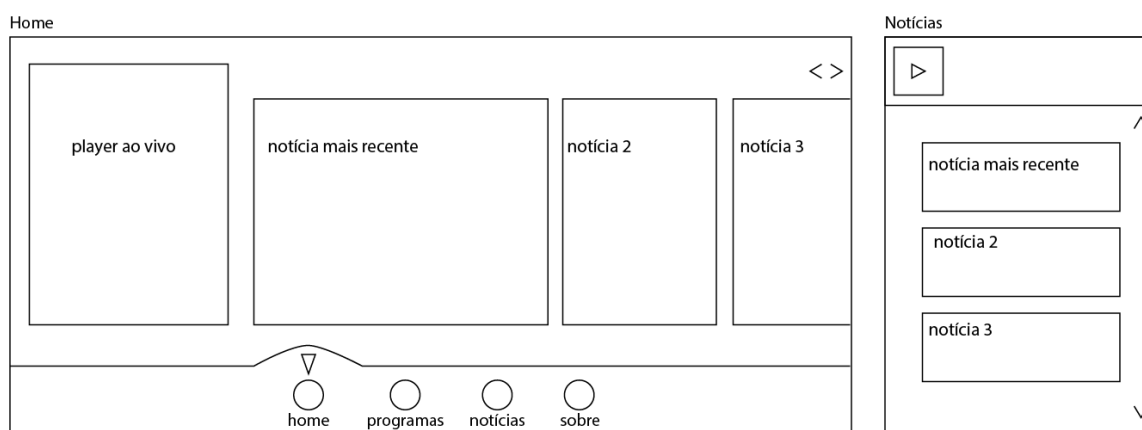 Home
player ao vivo
notícia mais recente
notícia 2
notícia 3
home
programas
notícias
sobre
Notícias
notícia mais recente
notícia 2
notícia 3